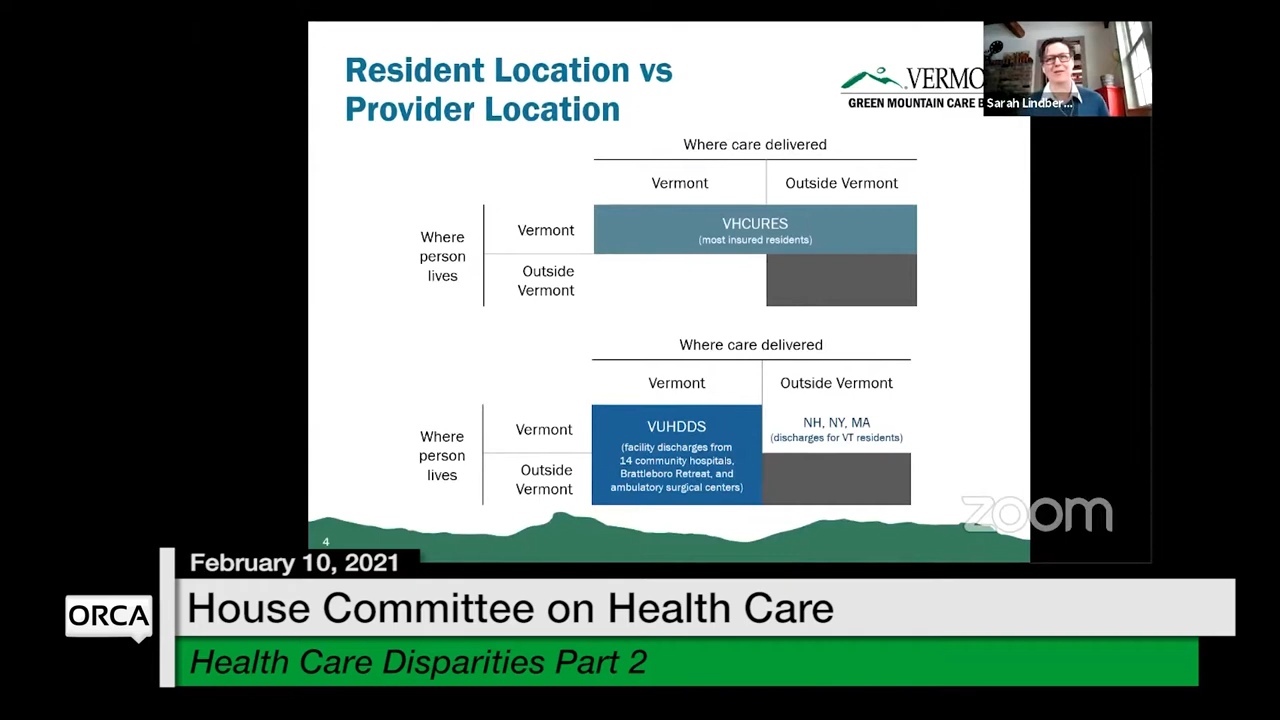 Resident Location vs
Provider Location
GREEN MOUNTAIN CARE
Sarah Lindber...
Where care delivered
Vermont
Outside Vermont
Where
person
lives
Vermont
VHCURES
(most insured residents)
Outside
Vermont
Where care delivered
Vermont
Outside Vermont
Where
person
lives
Vermont
VUHDDS
(facility discharges from
14 community hospitals,
Brattleboro Retreat, and
ambulatory surgical centers)
NH, NY, MA
(discharges for VT residents)
Outside
Vermont
zoom
4
February 10, 2021
ORCA
House Committee on Health Care
Health Care Disparities Part 2